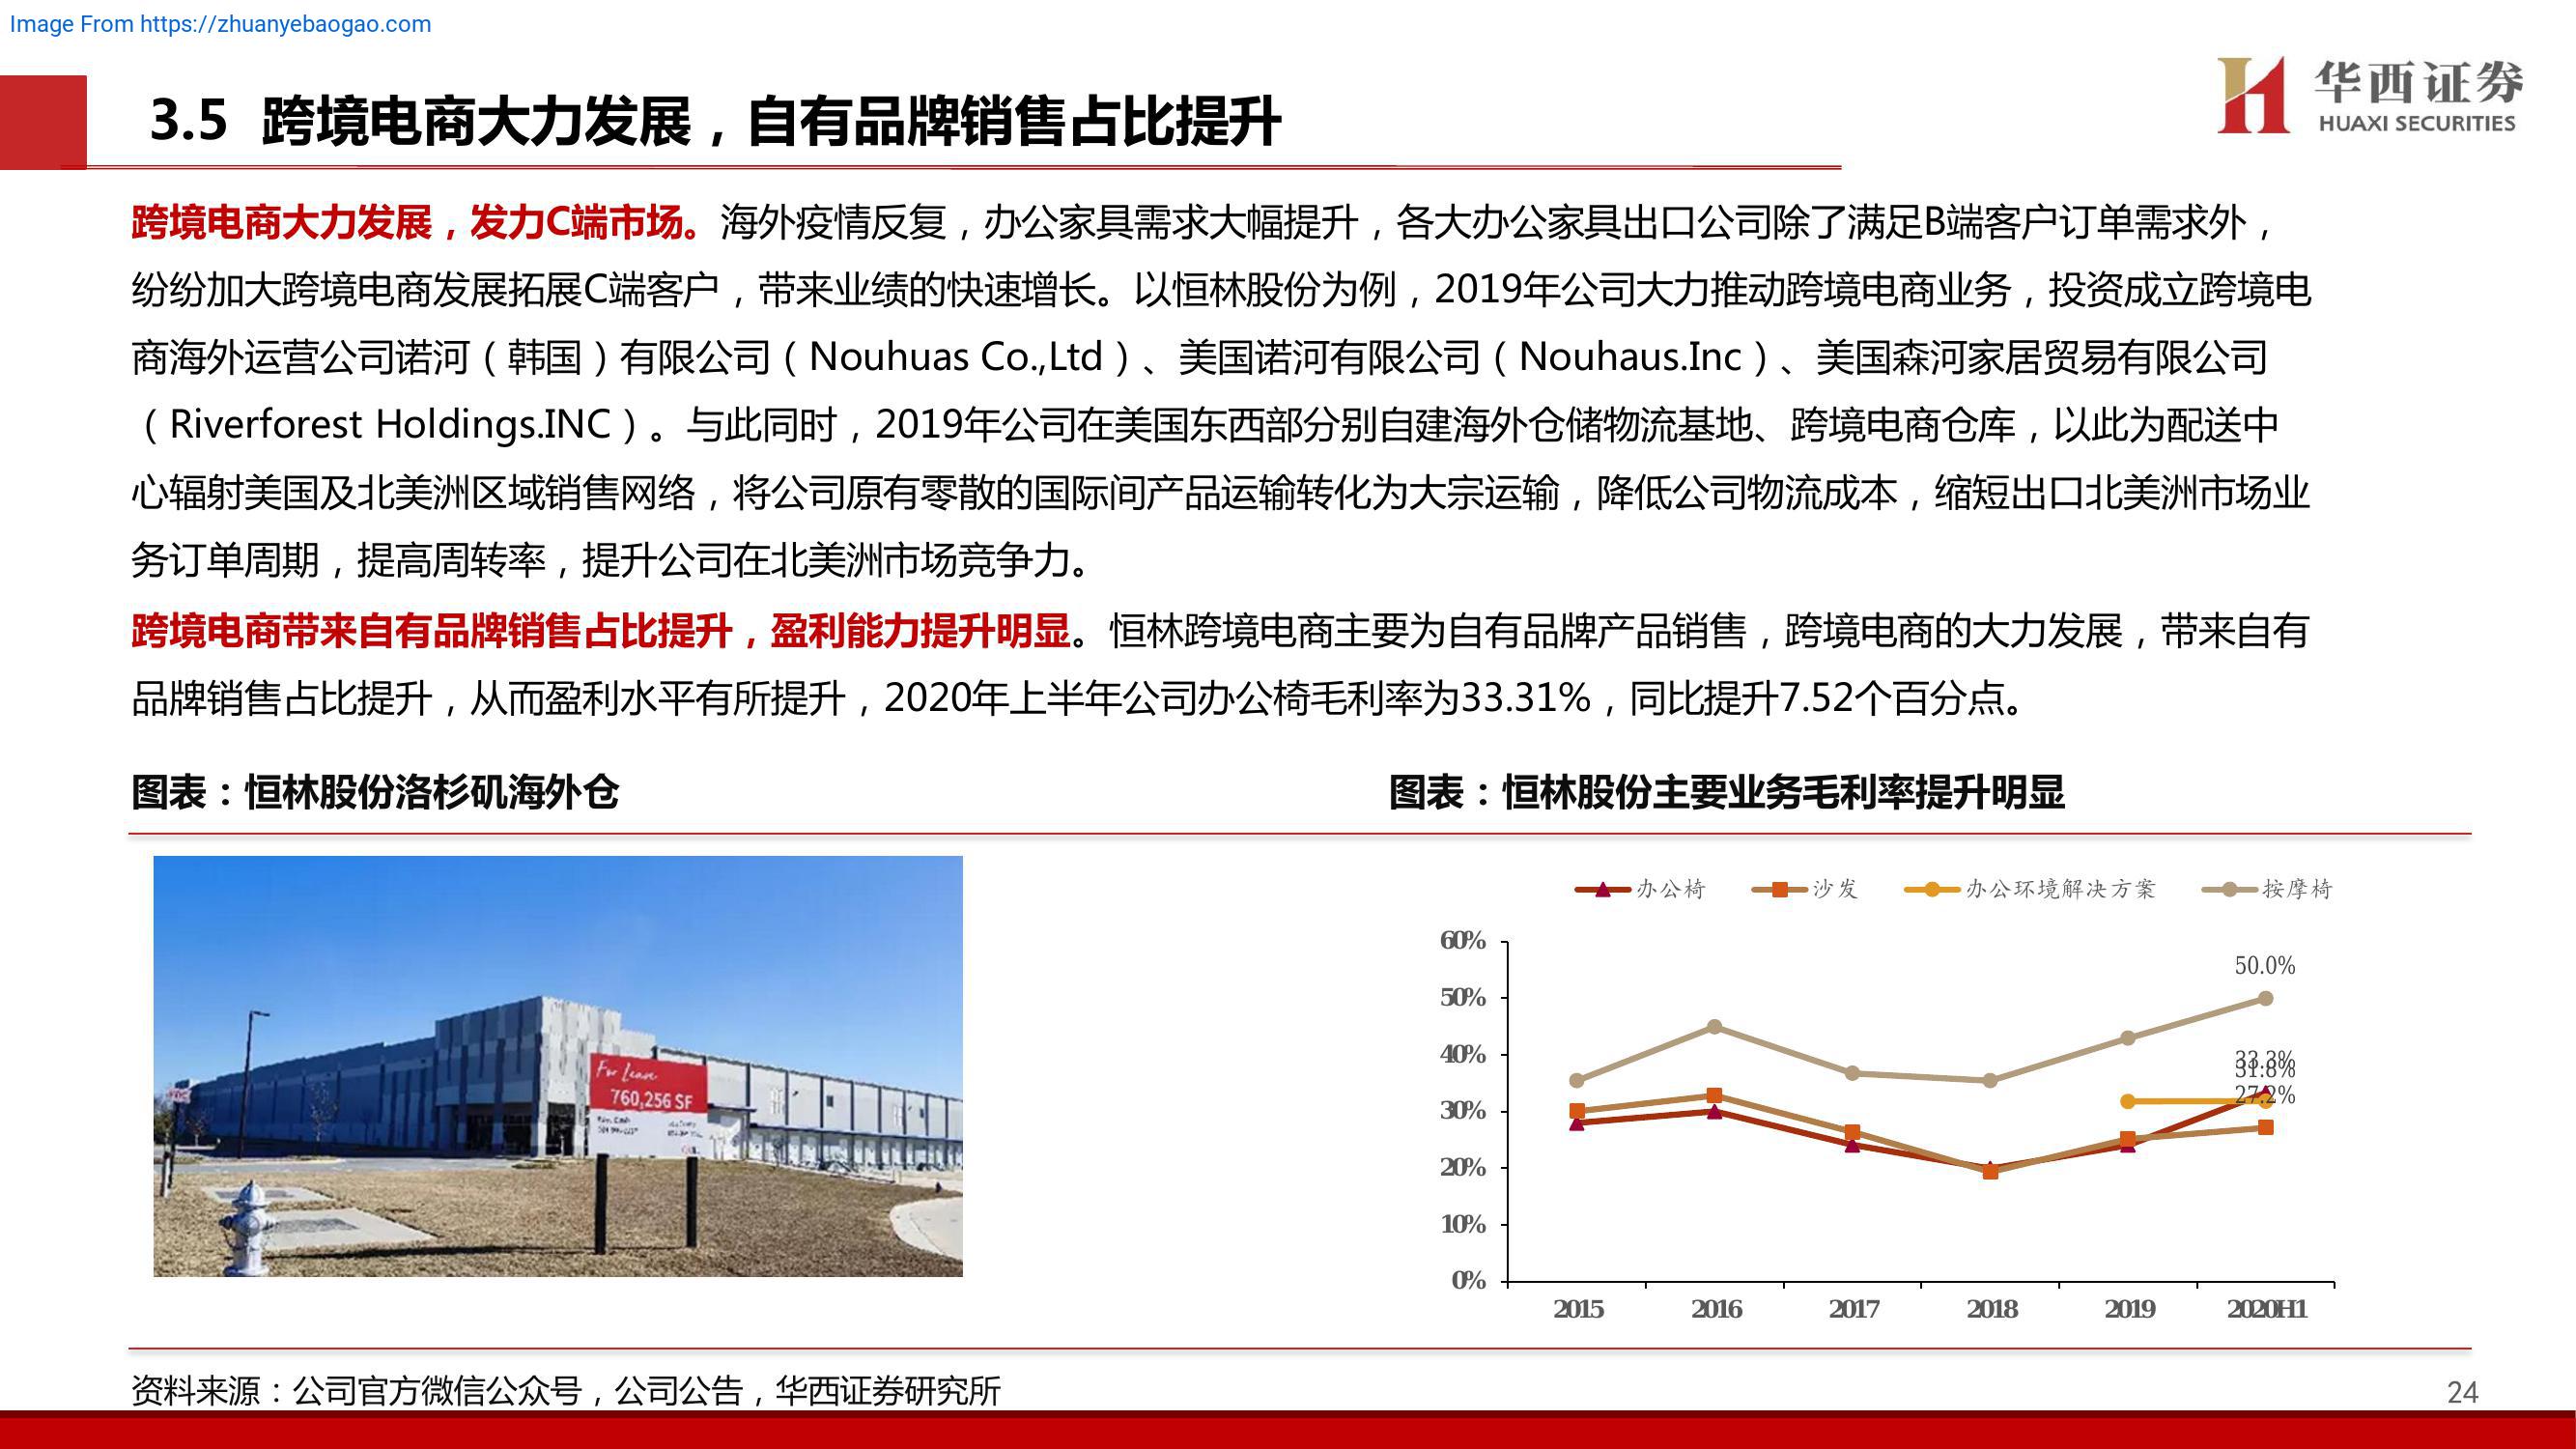 Image From https://zhuanyebaogao.com
华西证券
HUAXI SECURITIES
3.5 跨境电商大力发展，自有品牌销售占比提升
跨境电商大力发展，发力C端市场。海外疫情反复，办公家具需求大幅提升，各大办公家具出口公司除了满足B端客户订单需求外，
纷纷加大跨境电商发展拓展C端客户，带来业绩的快速增长。以恒林股份为例，2019年公司大力推动跨境电商业务，投资成立跨境电
商海外运营公司诺河（韩国）有限公司（Nouhuas Co.,Ltd）、美国诺河有限公司（Nouhaus.Inc）、美国森河家居贸易有限公司
（Riverforest Holdings.INC）。与此同时，2019年公司在美国东西部分别自建海外仓储物流基地、跨境电商仓库，以此为配送中
心辐射美国及北美洲区域销售网络，将公司原有零散的国际间产品运输转化为大宗运输，降低公司物流成本，缩短出口北美洲市场业
务订单周期，提高周转率，提升公司在北美洲市场竞争力。
跨境电商带来自有品牌销售占比提升，盈利能力提升明显。恒林跨境电商主要为自有品牌产品销售，跨境电商的大力发展，带来自有
品牌销售占比提升，从而盈利水平有所提升，2020年上半年公司办公椅毛利率为33.31%，同比提升7.52个百分点。
图表：恒林股份洛杉矶海外仓
For Lease
760,256 SF
图表：恒林股份主要业务毛利率提升明显
办公椅 沙发 办公环境解决方案 按摩椅
60%
50%
40%
30%
20%
10%
0%
50.0%
33.3%
31.8%
27.2%
2015 2016 2017 2018 2019 2020H1
资料来源：公司官方微信公众号，公司公告，华西证券研究所
24